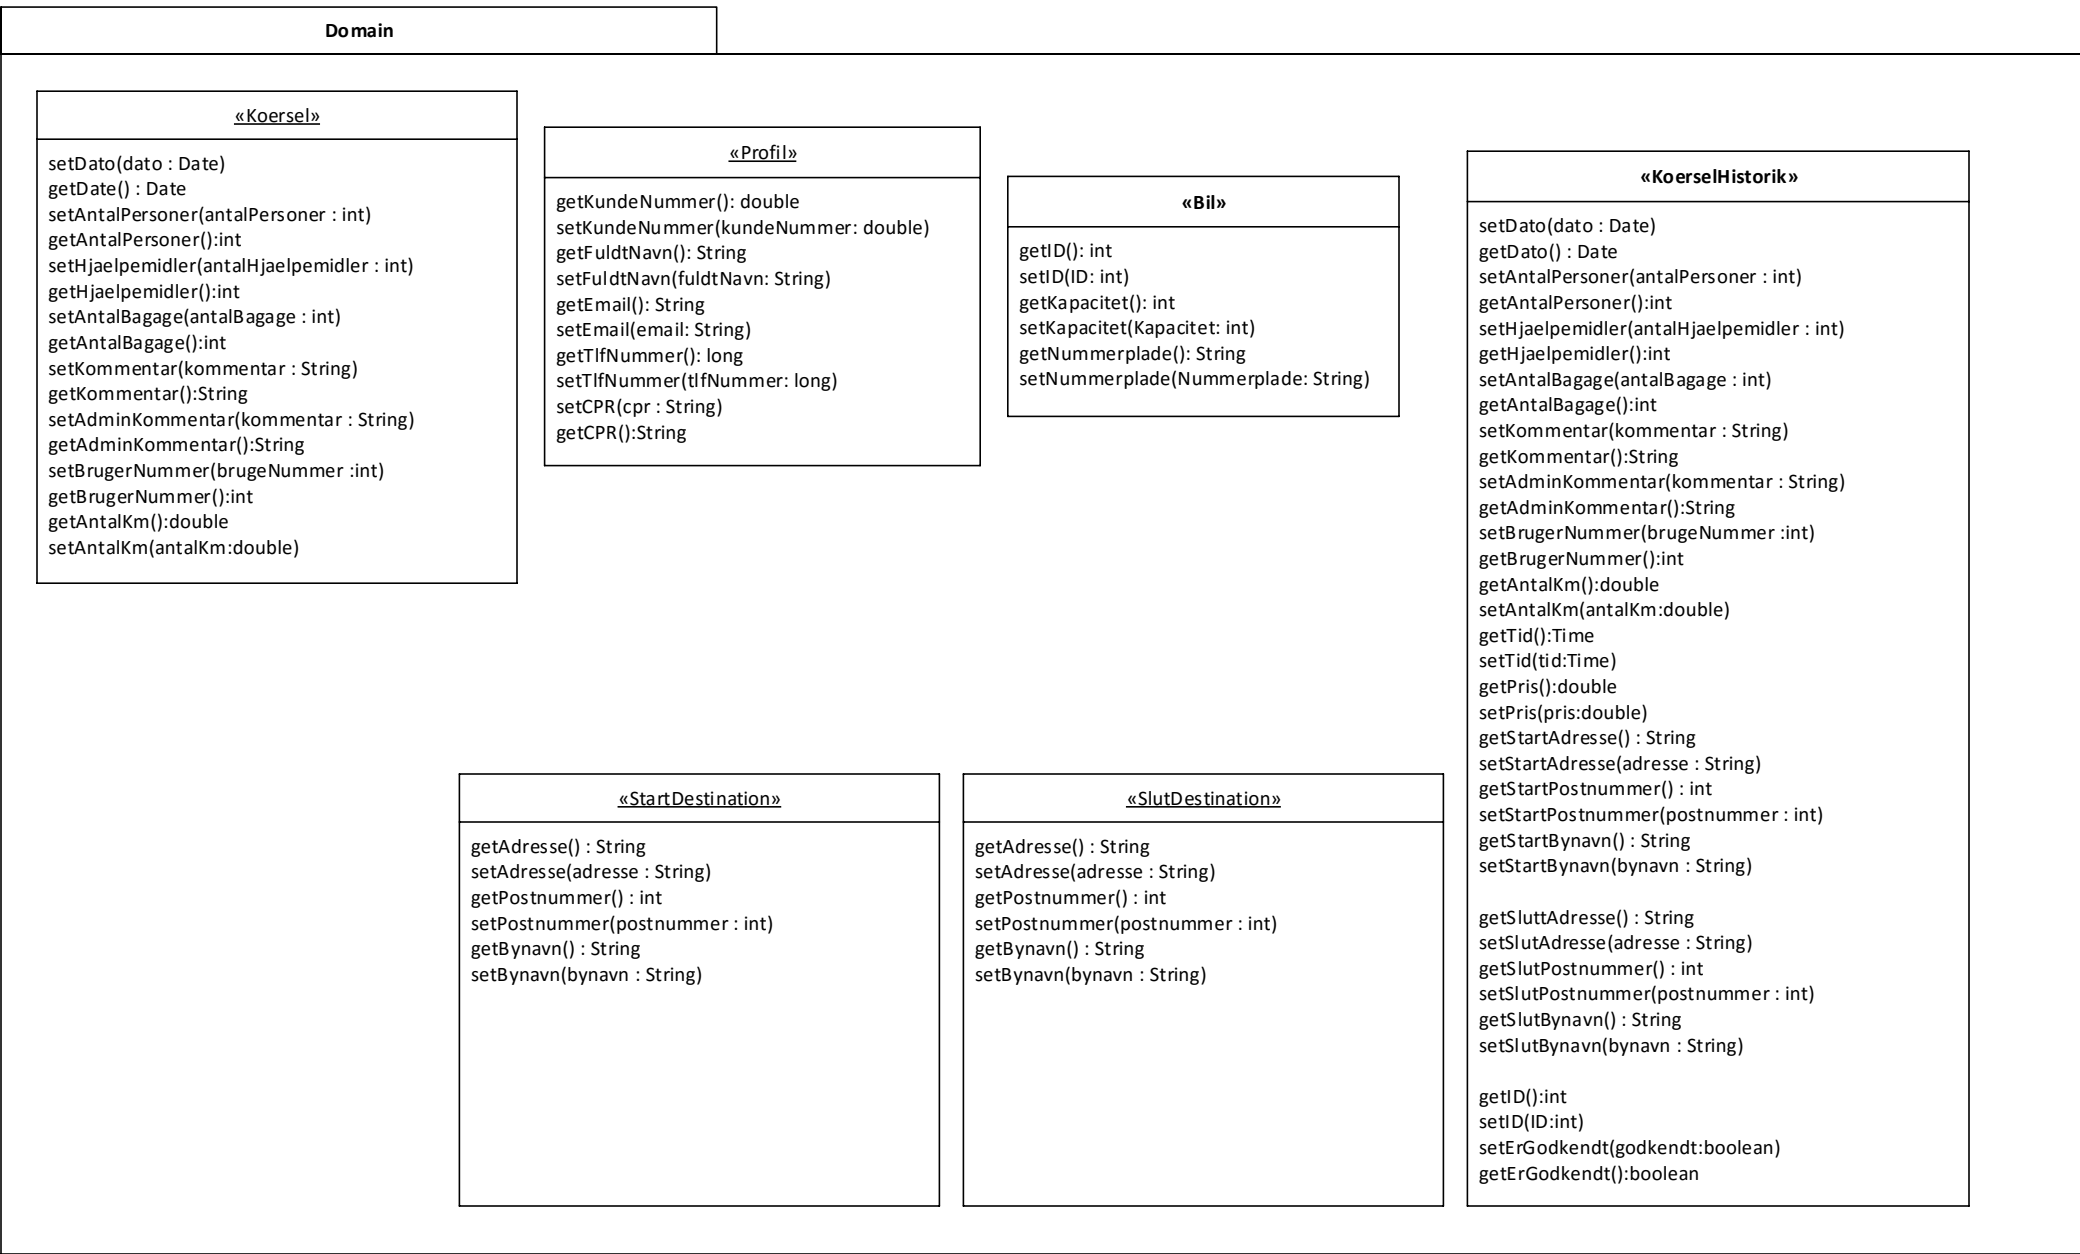 Domain
«Koersel»
setDato(dato : Date)
getDate() : Date
setAntalPersoner(antalPersoner : int)
getAntalPersoner():int
setHjaelpemidler(antalHjaelpemidler : int)
getHjaelpemidler():int
setAntalBagage(antalBagage : int)
getAntalBagage():int
setKommentar(kommentar : String)
getKommentar():String
setAdminKommentar(kommentar : String)
getAdminKommentar():String
setBrugerNummer(brugeNummer :int)
getBrugerNummer():int
getAntalKm():double
setAntalKm(antalKm:double)
«Profil»
getKundeNummer(): double
setKundeNummer(kundeNummer: double)
getFuldtNavn(): String
setFuldtNavn(fuldtNavn: String)
getEmail(): String
setEmail(email: String)
getTlfNummer(): long
setTlfNummer(tlfNummer: long)
setCPR(cpr : String)
getCPR():String
«Bil»
getID(): int
setID(ID: int)
getKapacitet(): int
setKapacitet(Kapacitet: int)
getNummerplade(): String
setNummerplade(Nummerplade: String)
«KoerselHistorik»
setDato(dato : Date)
getDato() : Date
setAntalPersoner(antalPersoner : int)
getAntalPersoner():int
setHjaelpemidler(antalHjaelpemidler : int)
getHjaelpemidler():int
setAntalBagage(antalBagage : int)
getAntalBagage():int
setKommentar(kommentar : String)
getKommentar():String
setAdminKommentar(kommentar : String)
getAdminKommentar():String
setBrugerNummer(brugeNummer :int)
getBrugerNummer():int
getAntalKm():double
setAntalKm(antalKm:double)
getTid():Time
setTid(tid:Time)
getPris():double
setPris(pris:double)
getStartAdresse() : String
setStartAdresse(adresse : String)
getStartPostnummer() : int
setStartPostnummer(postnummer : int)
getStartBynavn() : String
setStartBynavn(bynavn : String)
getSluttAdresse() : String
setSlutAdresse(adresse : String)
getSlutPostnummer() : int
setSlutPostnummer(postnummer : int)
getSlutBynavn() : String
setSlutBynavn(bynavn : String)
getID():int
setID(ID:int)
setErGodkendt(godkendt:boolean)
getErGodkendt():boolean
«StartDestination»
getAdresse() : String
setAdresse(adresse : String)
getPostnummer() : int
setPostnummer(postnummer : int)
getBynavn() : String
setBynavn(bynavn : String)
«SlutDestination»
getAdresse() : String
setAdresse(adresse : String)
getPostnummer() : int
setPostnummer(postnummer : int)
getBynavn() : String
setBynavn(bynavn : String)